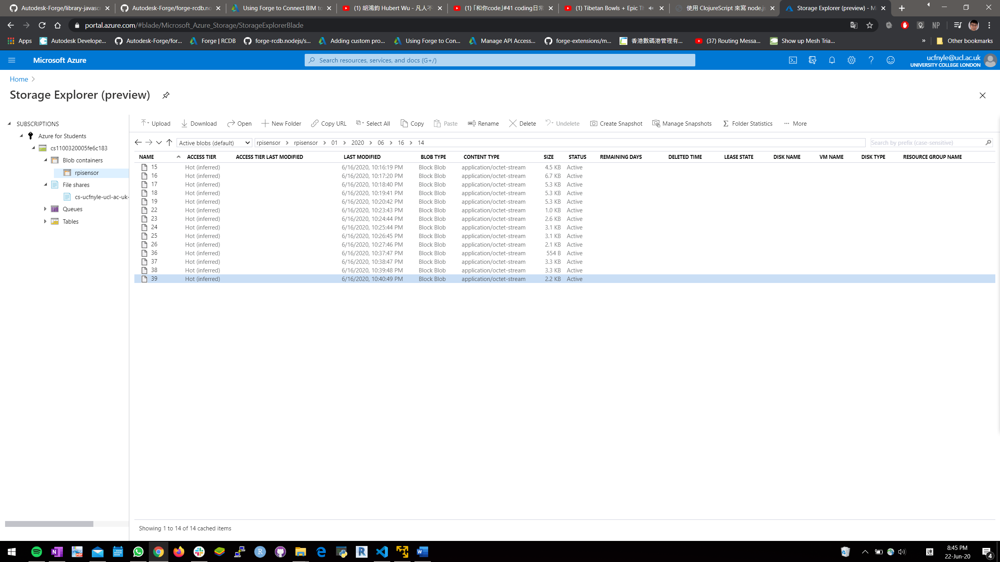 Autodesk-Forge/library-javasc
Autodesk-Forge/forge-rcdb.no
Using Forge to Connect BIM to
(1) 胡鴻鈞 Hubert Wu - 凡人不
(1) 「和你code」#41 coding日常
(1) Tibetan Bowls + Epic Th
使用 ClojureScript 來寫 node.js
Storage Explorer (preview) - Mi
portal.azure.com/#blade/Microsoft_Azure_Storage/StorageExplorerBlade
NP
Apps
Autodesk Develope...
Autodesk-Forge/for...
Forge | RCDB
forge-rcdb.nodejs/s...
Adding custom pro...
Using Forge to Con...
Manage API Access...
forge-extensions/m...
香港數碼港管理有...
(37) Routing Messa...
Show up Mesh Tria...
»
Other bookmarks
Microsoft Azure
Search resources, services, and docs (G+/)
ucfnyle@ucl.ac.uk
UNIVERSITY COLLEGE LONDON
Home
Storage Explorer (preview)
SUBSCRIPTIONS
Azure for Students
cs1100320005fe6c183
Blob containers
rpisensor
File shares
cs-ucfnyle-ucl-ac-uk-
Queues
Tables
Upload Download Open New Folder Copy URL Select All Copy Paste Rename Delete Undelete Create Snapshot Manage Snapshots Folder Statistics More
Active blobs (default) rpisensor > rpisensor > 01 > 2020 > 06 > 16 > 14
Search by prefix (case-sensitive)
NAME ACCESS TIER ACCESS TIER LAST MODIFIED LAST MODIFIED BLOB TYPE CONTENT TYPE SIZE STATUS REMAINING DAYS DELETED TIME LEASE STATE DISK NAME VM NAME DISK TYPE RESOURCE GROUP NAME
15 Hot (inferred) 6/16/2020, 10:16:19 PM Block Blob application/octet-stream 4.5 KB Active
16 Hot (inferred) 6/16/2020, 10:17:20 PM Block Blob application/octet-stream 6.7 KB Active
17 Hot (inferred) 6/16/2020, 10:18:40 PM Block Blob application/octet-stream 5.3 KB Active
18 Hot (inferred) 6/16/2020, 10:19:41 PM Block Blob application/octet-stream 5.3 KB Active
19 Hot (inferred) 6/16/2020, 10:20:42 PM Block Blob application/octet-stream 5.3 KB Active
22 Hot (inferred) 6/16/2020, 10:23:43 PM Block Blob application/octet-stream 1.0 KB Active
23 Hot (inferred) 6/16/2020, 10:24:44 PM Block Blob application/octet-stream 2.6 KB Active
24 Hot (inferred) 6/16/2020, 10:25:44 PM Block Blob application/octet-stream 3.1 KB Active
25 Hot (inferred) 6/16/2020, 10:26:45 PM Block Blob application/octet-stream 3.1 KB Active
26 Hot (inferred) 6/16/2020, 10:27:46 PM Block Blob application/octet-stream 2.1 KB Active
36 Hot (inferred) 6/16/2020, 10:37:47 PM Block Blob application/octet-stream 554 B Active
37 Hot (inferred) 6/16/2020, 10:38:47 PM Block Blob application/octet-stream 3.3 KB Active
38 Hot (inferred) 6/16/2020, 10:39:48 PM Block Blob application/octet-stream 3.3 KB Active
39 Hot (inferred) 6/16/2020, 10:40:49 PM Block Blob application/octet-stream 2.2 KB Active
Showing 1 to 14 of 14 cached items
速
8:45 PM
22-Jun-20
4